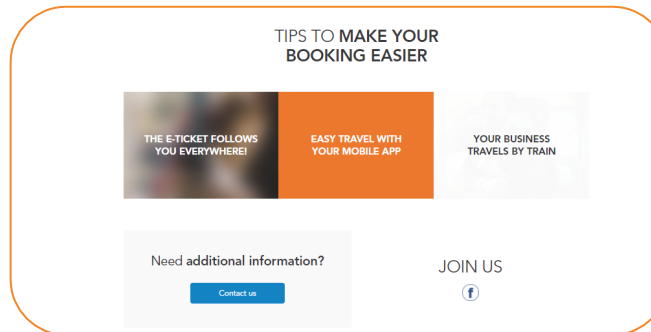 TIPS TO MAKE YOUR
BOOKING EASIER
THE E-TICKET FOLLOWS
YOU EVERYWHERE!
EASY TRAVEL WITH
YOUR MOBILE APP
YOUR BUSINESS
TRAVELS BY TRAIN
Need additional information?
Contact us
JOIN US
f